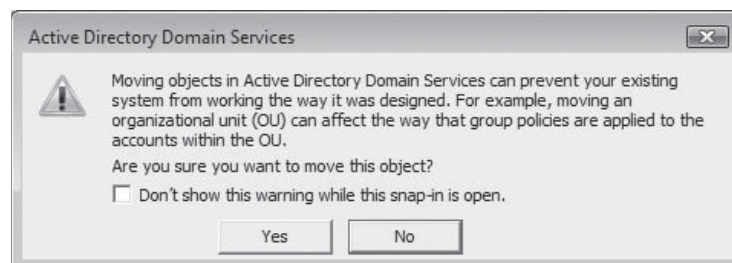 Active Directory Domain Services
Moving objects in Active Directory Domain Services can prevent your existing
system from working the way it was designed. For example, moving an
organizational unit (OU) can affect the way that group policies are applied to the
accounts within the OU.
Are you sure you want to move this object?
Don't show this warning while this snap-in is open.
Yes No